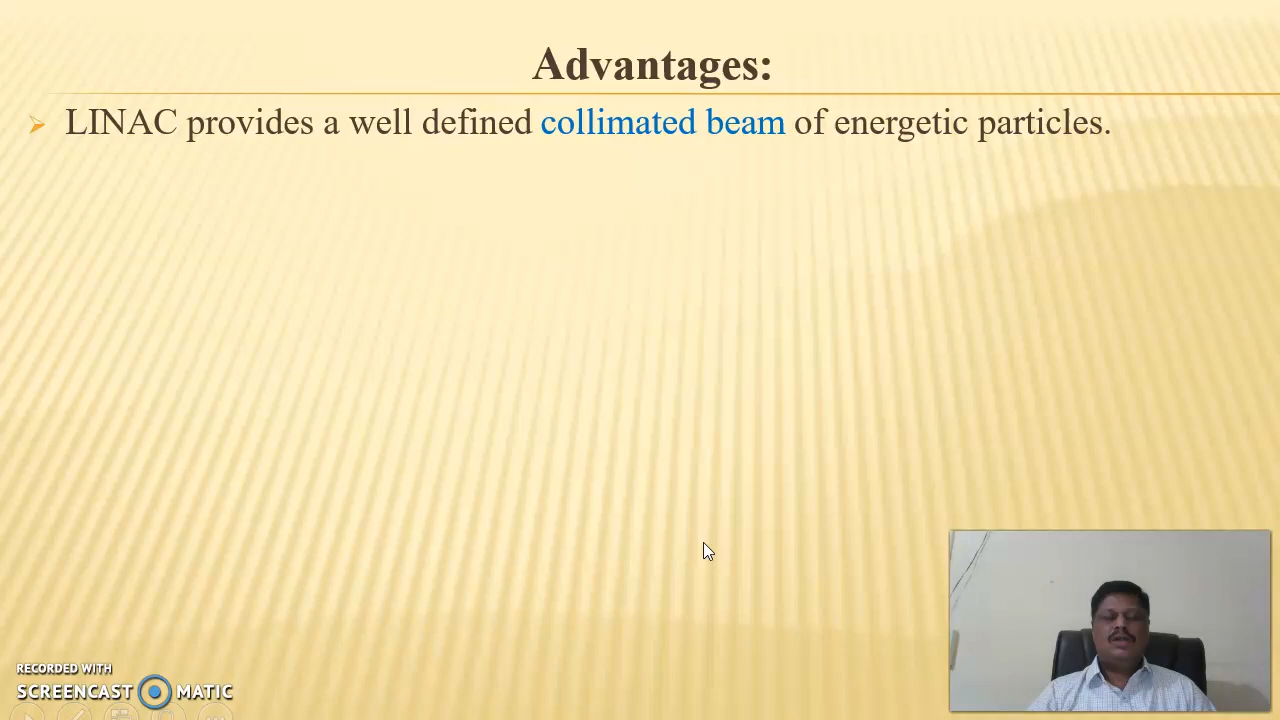 Advantages:
LINAC provides a well defined collimated beam of energetic particles.
RECORDED WITH
SCREENCAST MATIC